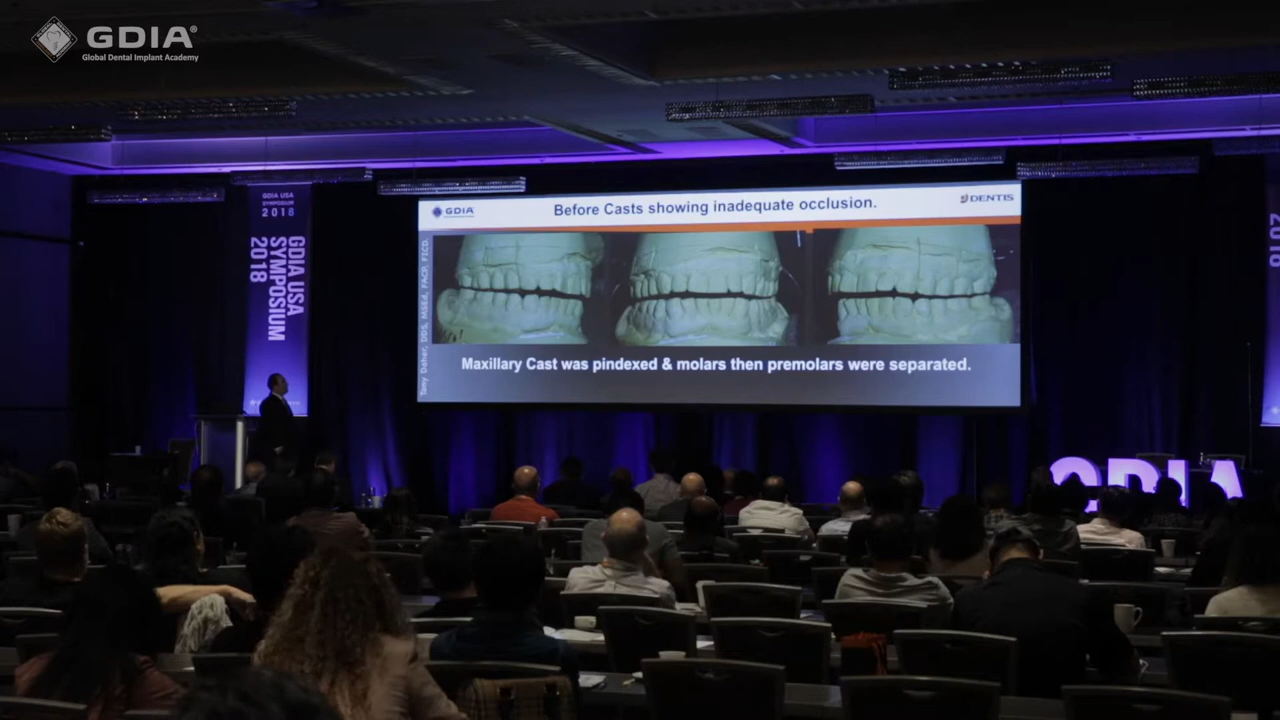 GDIA®
Global Dental Implant Academy
GDIA USA
SYMPOSIUM
2018
GDIA USA
SYMPOSIUM
2018
GDIA
Before Casts showing inadequate occlusion.
DENTIS
Tony Daher, DDS, MSEd, FACP, FICD.
Maxillary Cast was pindexed & molars then premolars were separated.
2018
GDIA